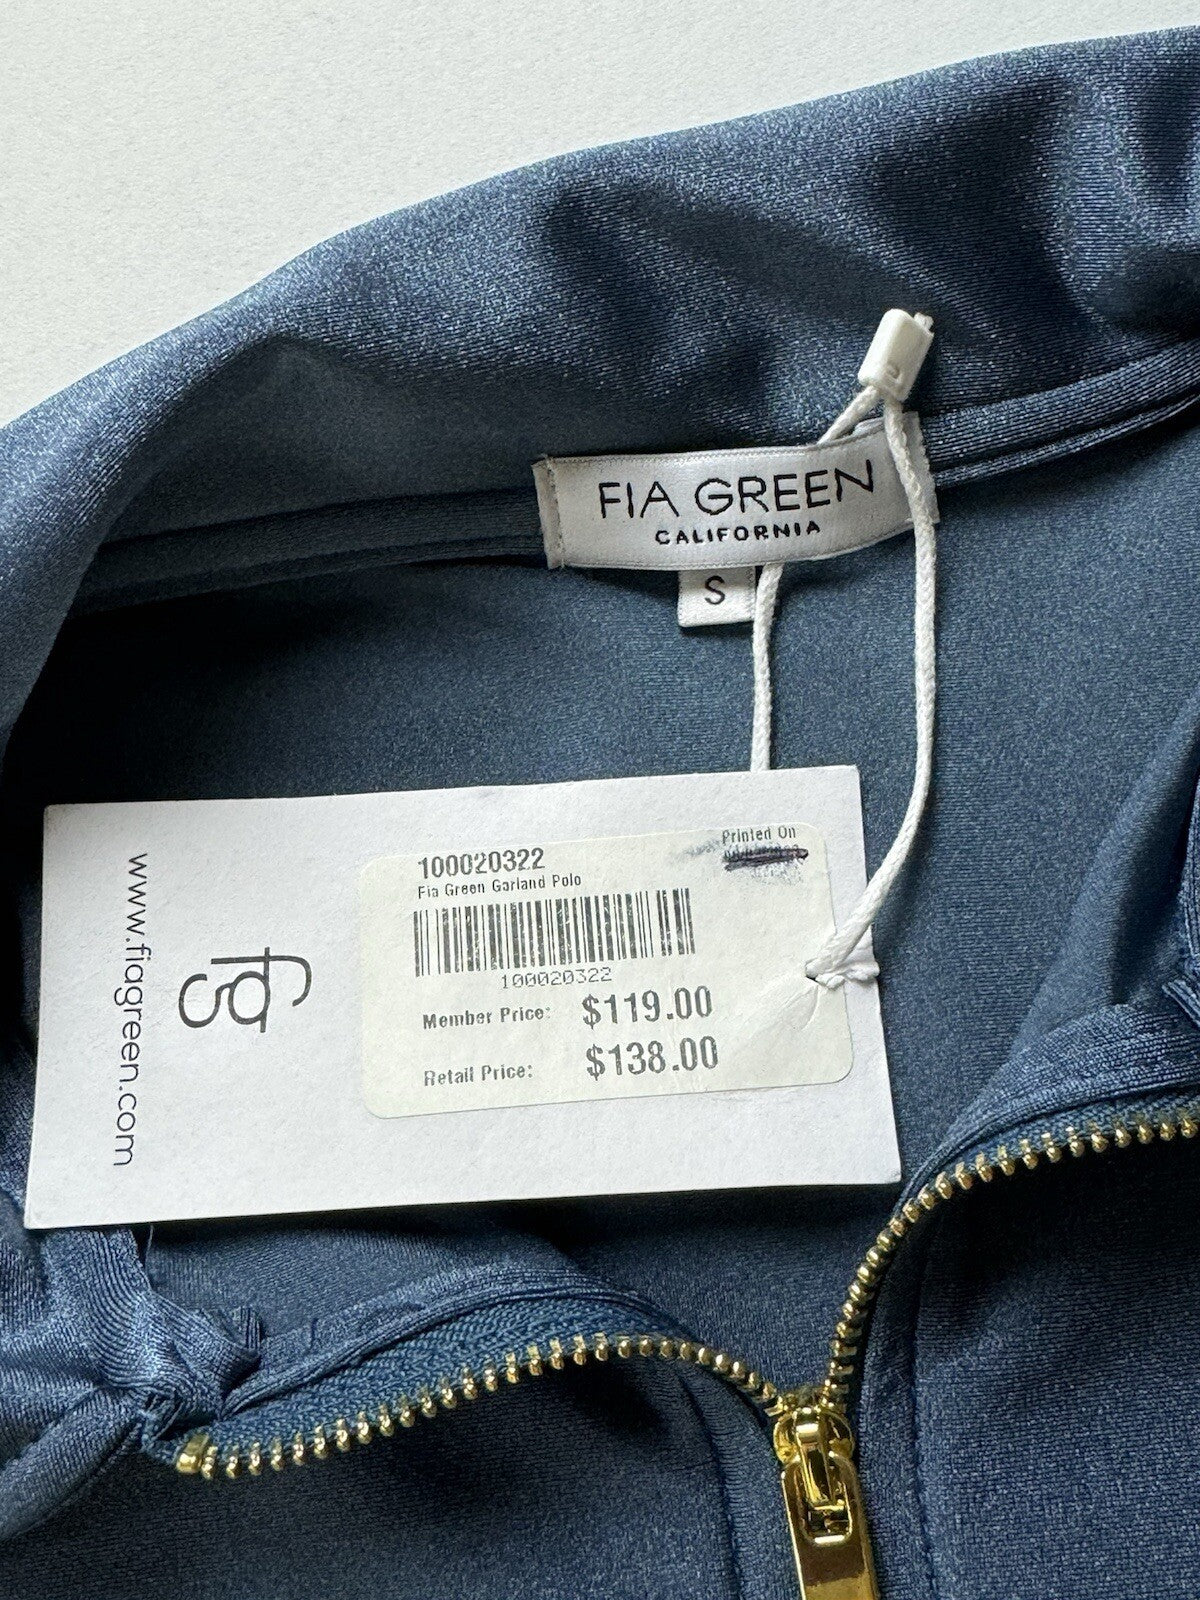 FIA GREEN
CALIFORNIA
S
www.fiagreen.com
fg
Printed On
100020322
Fia Green Garland Polo
100020322
Member Price: $119.00
Retail Price: $138.00